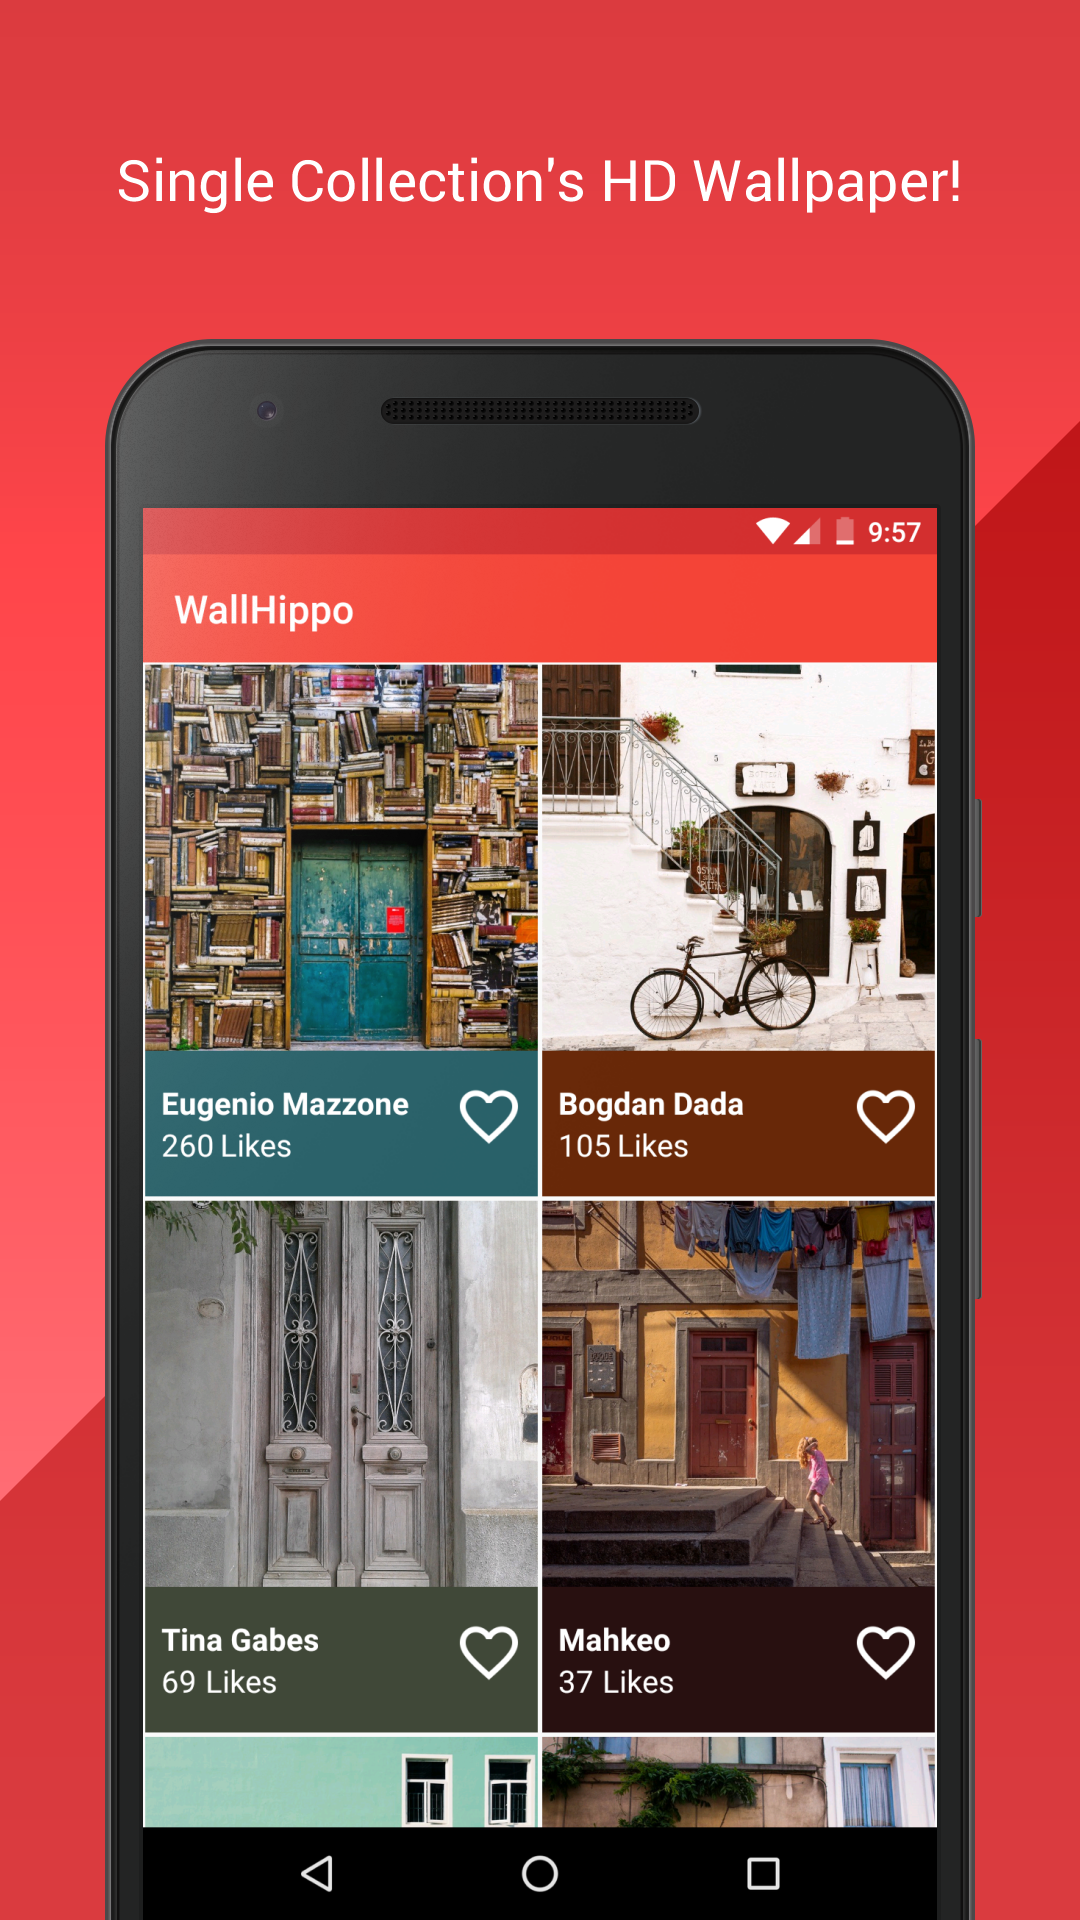 Single Collection's HD Wallpaper!
9:57
WallHippo
Eugenio Mazzone
260 Likes
Bogdan Dada
105 Likes
Tina Gabes
69 Likes
Mahkeo
37 Likes